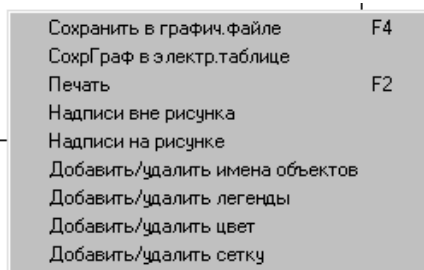 Сохранить в графич.файле F4
СохрГраф в электр.таблице
Печать F2
Надписи вне рисунка
Надписи на рисунке
Добавить/удалить имена объектов
Добавить/удалить легенды
Добавить/удалить цвет
Добавить/удалить сетку